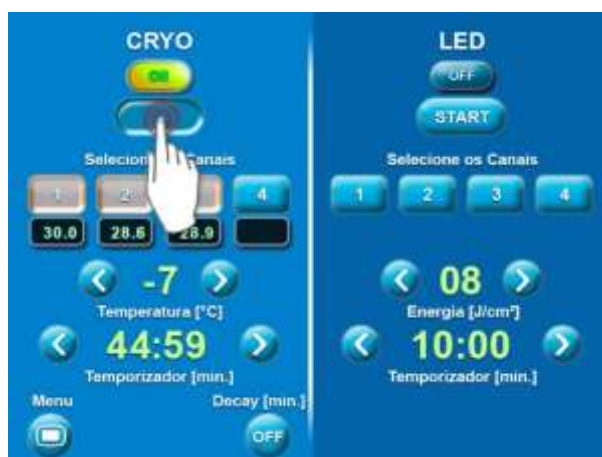 CRYO
ON
Selecione os Canais
1 2 4
30.0 28.6 28.9
-7
Temperatura [°C]
44:59
Temporizador [min.]
Menu
Decay [min.]
OFF
LED
OFF
START
Selecione os Canais
1 2 3 4
08
Energia [J/cm²]
10:00
Temporizador [min.]